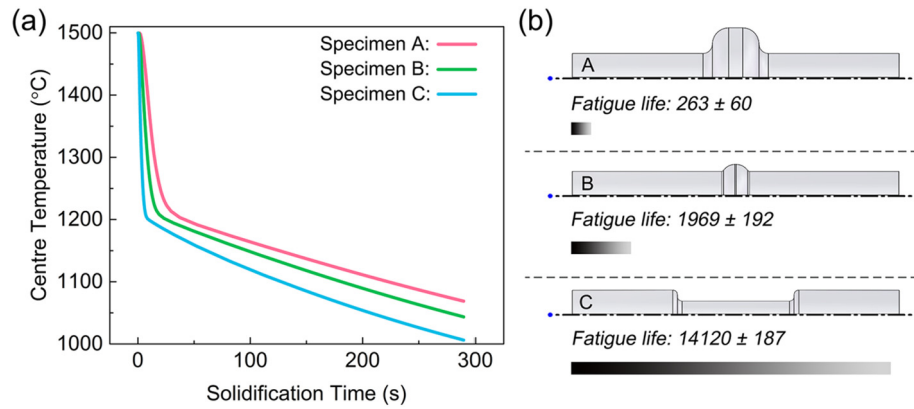 (a)
1500
1400
1300
1200
1100
1000
Centre Temperature (°C)
Specimen A:
Specimen B:
Specimen C:
0
100
200
300
Solidification Time (s)
(b)
A
Fatigue life: 263 ± 60
B
Fatigue life: 1969 ± 192
C
Fatigue life: 14120 ± 187